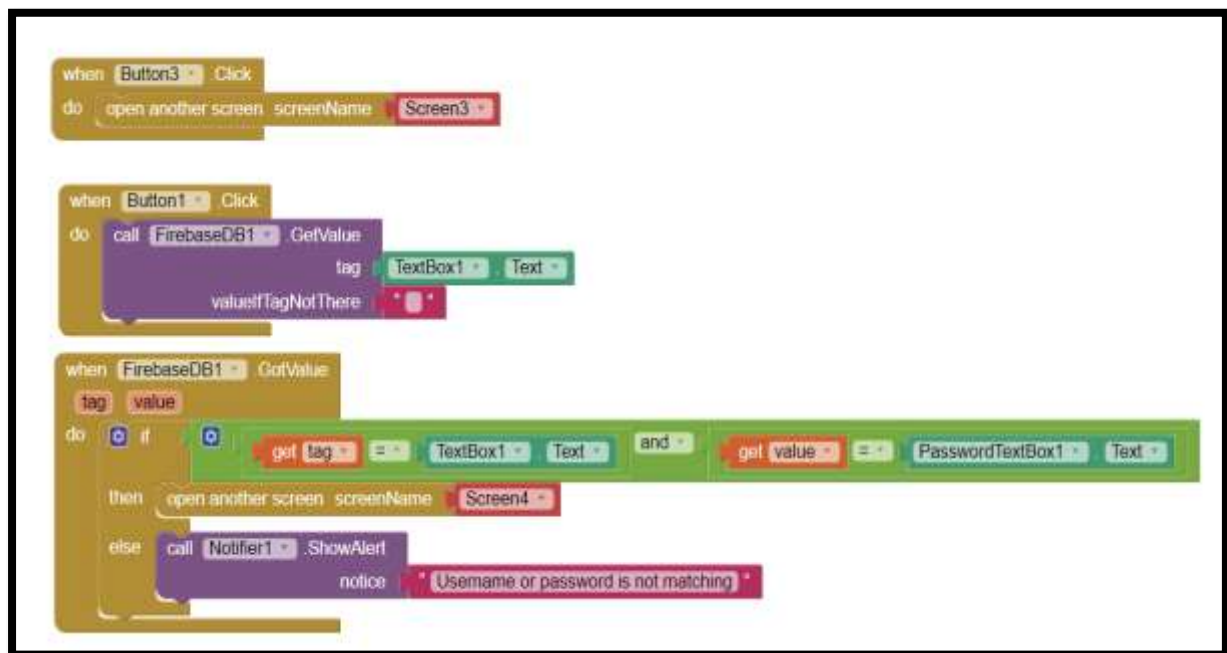 when Button3 .Click
do open another screen screenName Screen3
when Button1 .Click
do call FirebaseDB1 .GetValue
tag TextBox1 . Text
valueIfTagNotThere " "
when FirebaseDB1 .GotValue
tag value
do if get tag = TextBox1 . Text and get value = PasswordTextBox1 . Text
then open another screen screenName Screen4
else call Notifier1 .ShowAlert
notice " Username or password is not matching "